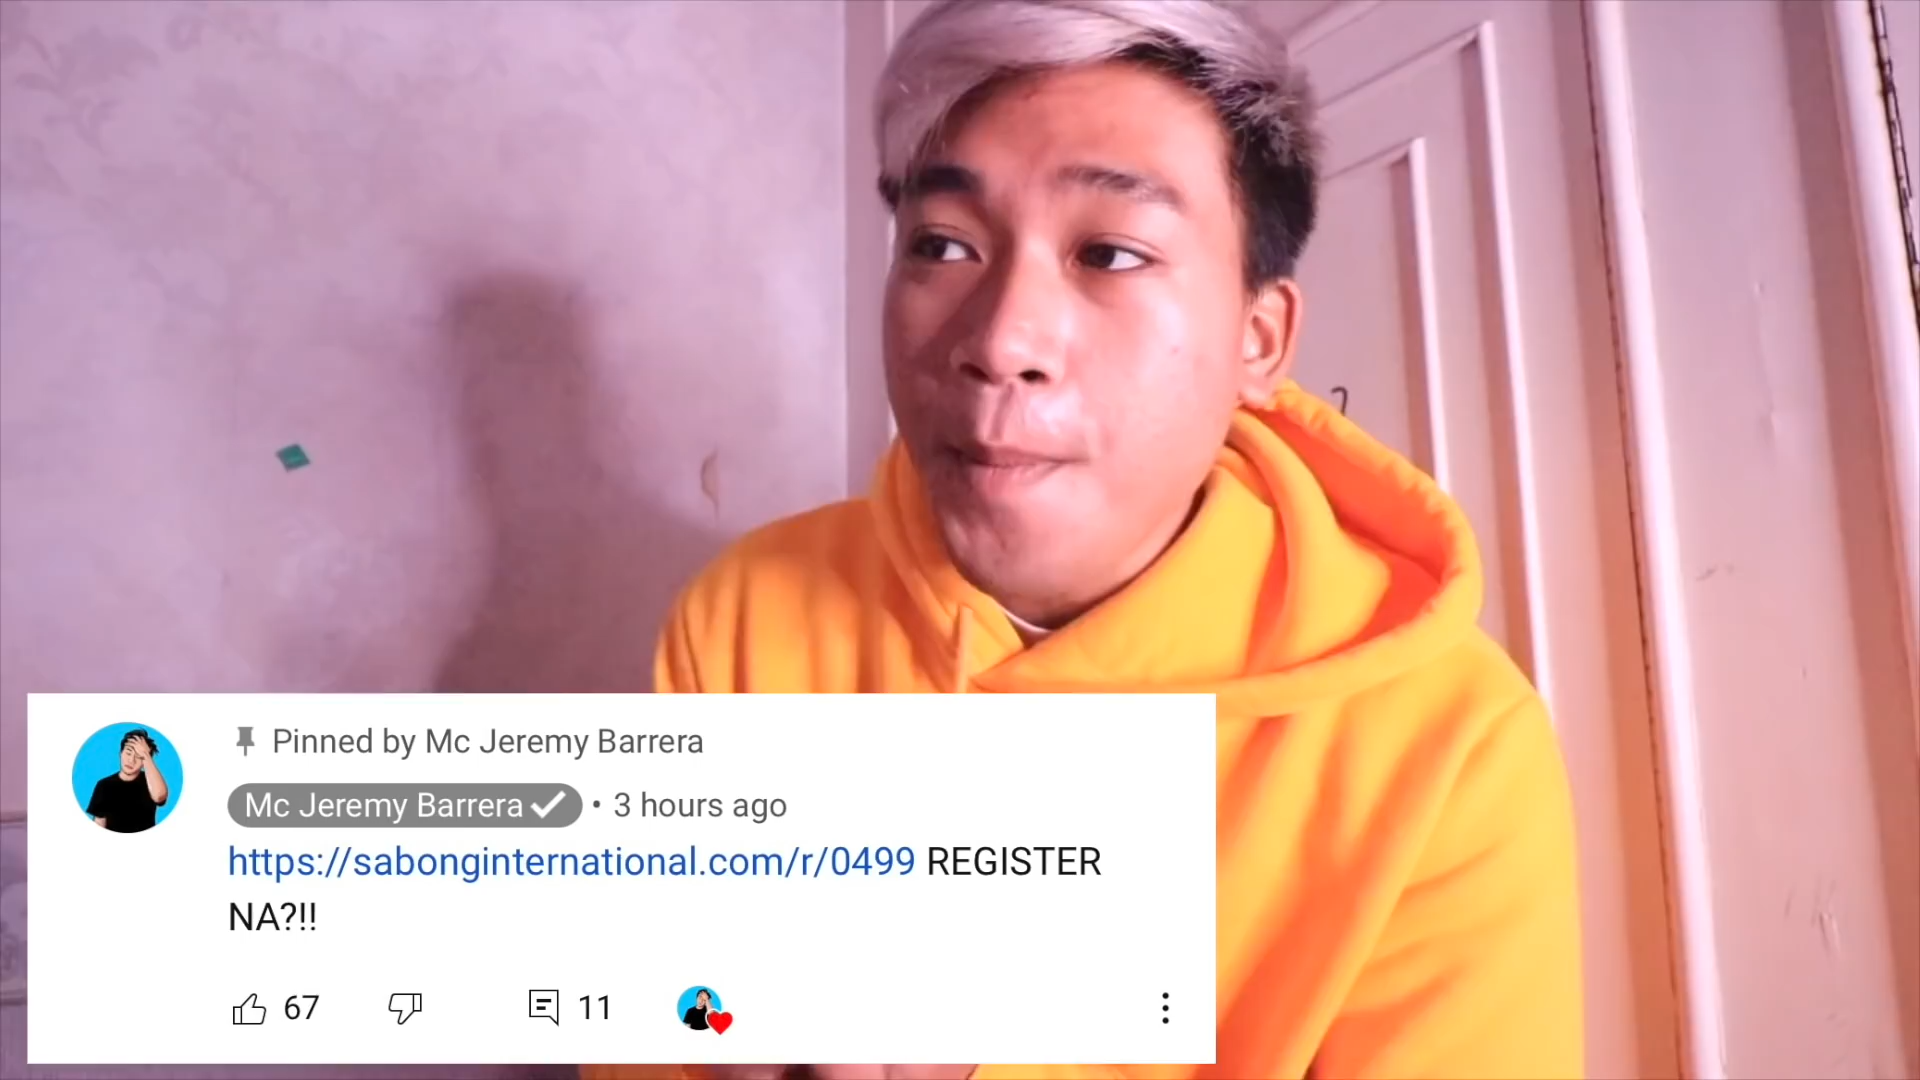 Pinned by Mc Jeremy Barrera
Mc Jeremy Barrera • 3 hours ago
https://sabonginternational.com/r/0499 REGISTER
NA?!!
67 11